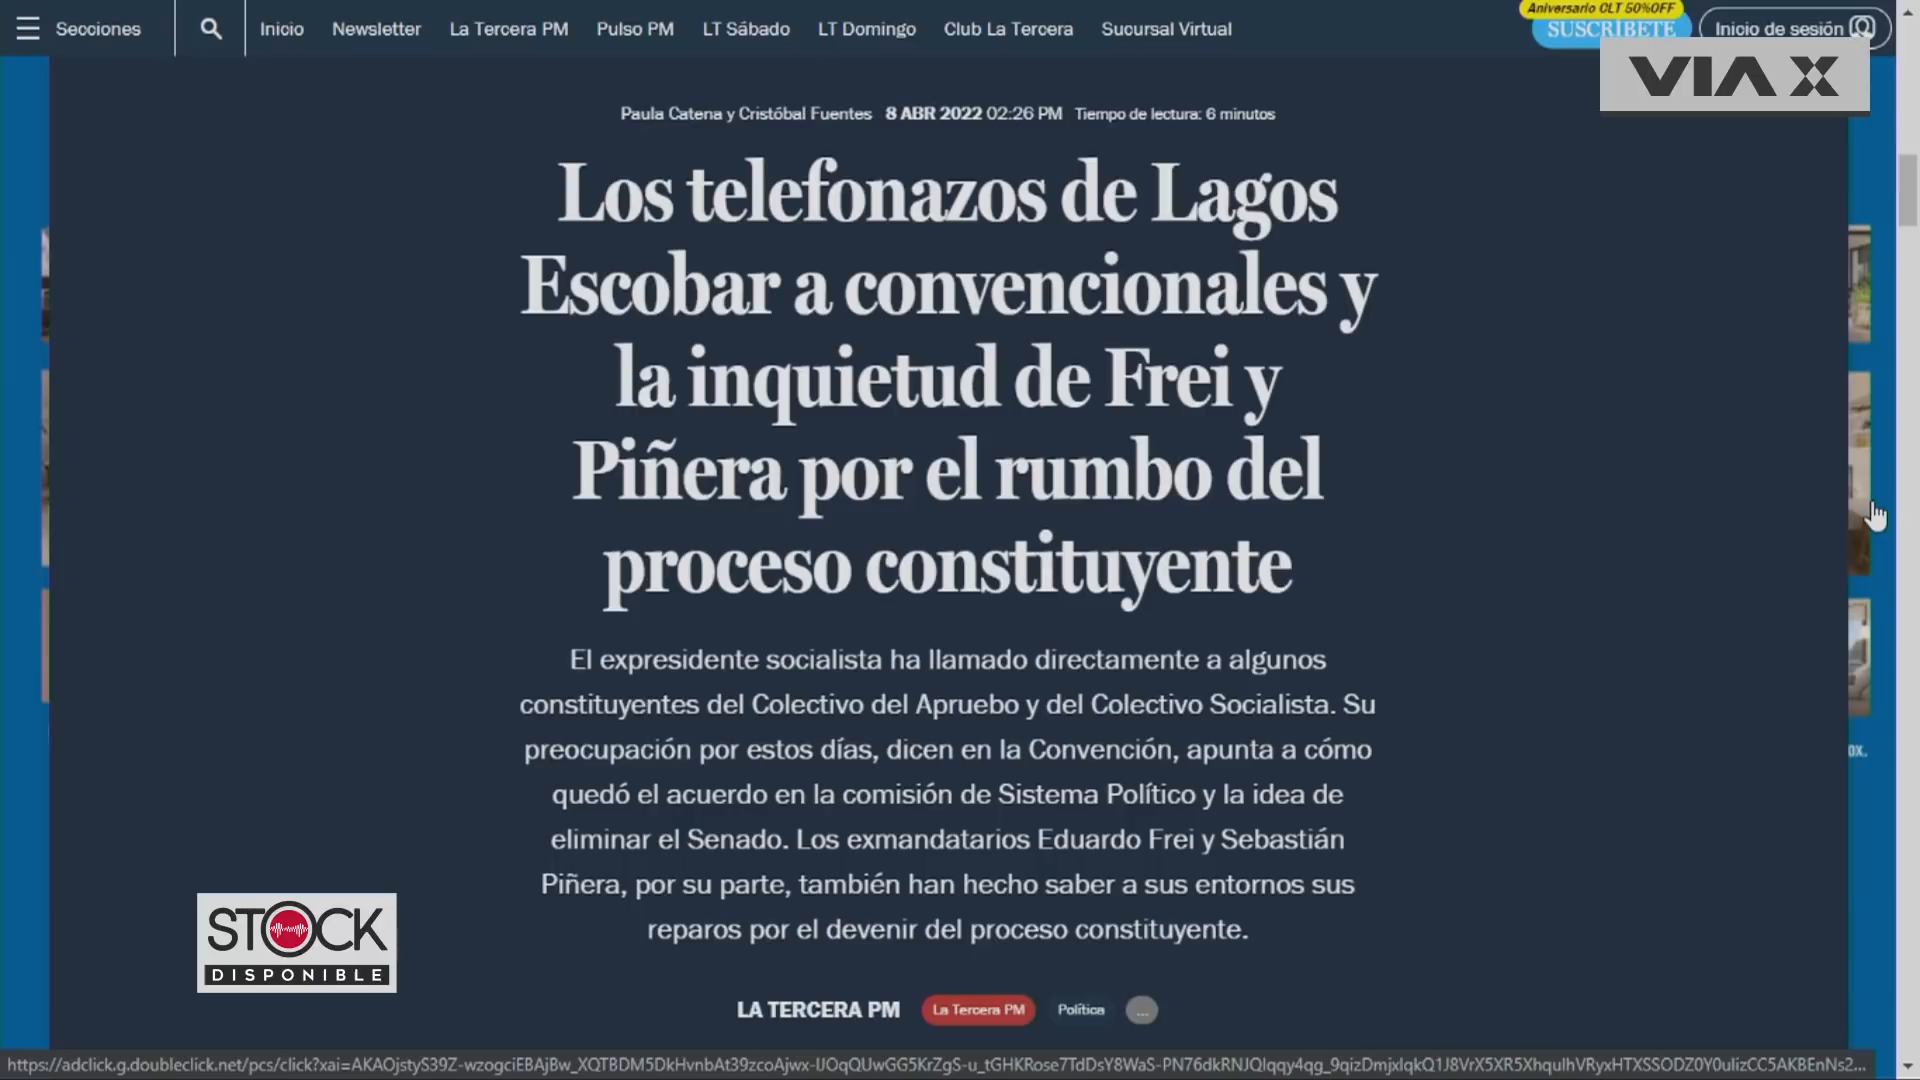 Secciones
Inicio
Newsletter
La Tercera PM
Pulso PM
LT Sábado
LT Domingo
Club La Tercera
Sucursal Virtual
Aniversario CLT 50%OFF
SUSCRÍBETE
Inicio de sesión
VIA X
Paula Catena y Cristóbal Fuentes 8 ABR 2022 02:26 PM Tiempo de lectura: 6 minutos
Los telefonazos de Lagos
Escobar a convencionales y
la inquietud de Frei y
Piñera por el rumbo del
proceso constituyente
El expresidente socialista ha llamado directamente a algunos
constituyentes del Colectivo del Apruebo y del Colectivo Socialista. Su
preocupación por estos días, dicen en la Convención, apunta a cómo
quedó el acuerdo en la comisión de Sistema Político y la idea de
eliminar el Senado. Los exmandatarios Eduardo Frei y Sebastián
Piñera, por su parte, también han hecho saber a sus entornos sus
reparos por el devenir del proceso constituyente.
STOCK
DISPONIBLE
LA TERCERA PM
La Tercera PM
Política
...